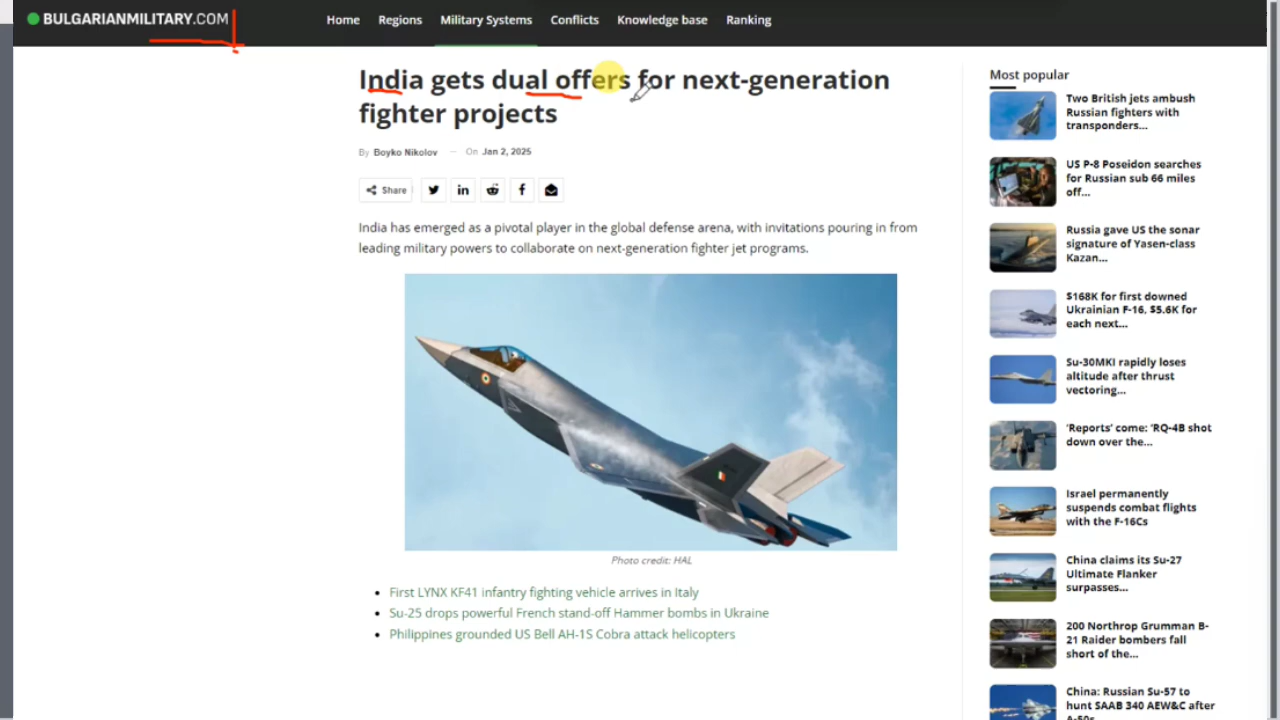 BULGARIANMILITARY.COM
Home Regions Military Systems Conflicts Knowledge base Ranking
India gets dual offers for next-generation
fighter projects
By Boyko Nikolov — On Jan 2, 2025
Share
India has emerged as a pivotal player in the global defense arena, with invitations pouring in from
leading military powers to collaborate on next-generation fighter jet programs.
Photo credit: HAL
• First LYNX KF41 infantry fighting vehicle arrives in Italy
• Su-25 drops powerful French stand-off Hammer bombs in Ukraine
• Philippines grounded US Bell AH-1S Cobra attack helicopters
Most popular
Two British jets ambush
Russian fighters with
transponders...
US P-8 Poseidon searches
for Russian sub 66 miles
off...
Russia gave US the sonar
signature of Yasen-class
Kazan...
$168K for first downed
Ukrainian F-16, $5.6K for
each next...
Su-30MKI rapidly loses
altitude after thrust
vectoring...
‘Reports’ come: ‘RQ-4B shot
down over the...
Israel permanently
suspends combat flights
with the F-16Cs
China claims its Su-27
Ultimate Flanker
surpasses...
200 Northrop Grumman B-
21 Raider bombers fall
short of the...
China: Russian Su-57 to
hunt SAAB 340 AEW&C after
A-50s